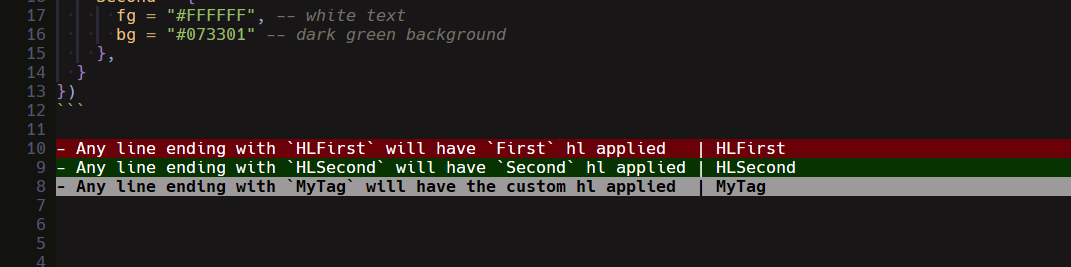 17 fg = "#FFFFFF", -- white text
16 bg = "#073301" -- dark green background
15 },
14 }
13 })
12 ```
11
10 - Any line ending with `HLFirst` will have `First` hl applied | HLFirst
9 - Any line ending with `HLSecond` will have `Second` hl applied | HLSecond
8 - Any line ending with `MyTag` will have the custom hl applied | MyTag
7
6
5
4